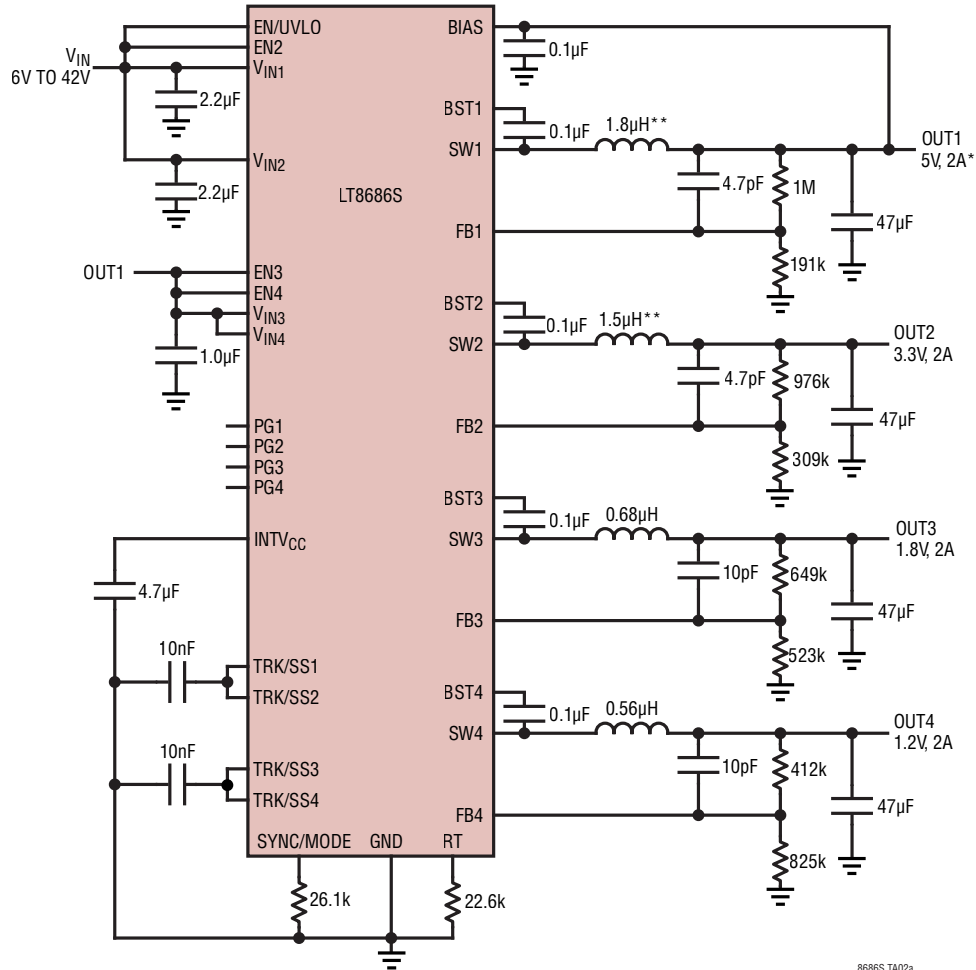 EN/UVLO
EN2
VIN
6V TO 42V
VIN1
2.2µF
VIN2
2.2µF
LT8686S
OUT1
EN3
EN4
VIN3
VIN4
1.0µF
PG1
PG2
PG3
PG4
INTVCC
4.7µF
10nF
TRK/SS1
TRK/SS2
10nF
TRK/SS3
TRK/SS4
SYNC/MODE
GND
RT
26.1k
22.6k
BIAS
0.1µF
BST1
0.1µF
1.8µH**
SW1
OUT1
5V, 2A*
4.7pF
1M
47µF
FB1
191k
BST2
0.1µF
1.5µH**
SW2
OUT2
3.3V, 2A
4.7pF
976k
47µF
FB2
309k
BST3
0.1µF
0.68µH
SW3
OUT3
1.8V, 2A
10pF
649k
47µF
FB3
523k
BST4
0.1µF
0.56µH
SW4
OUT4
1.2V, 2A
10pF
412k
47µF
FB4
825k
8686S TA02a